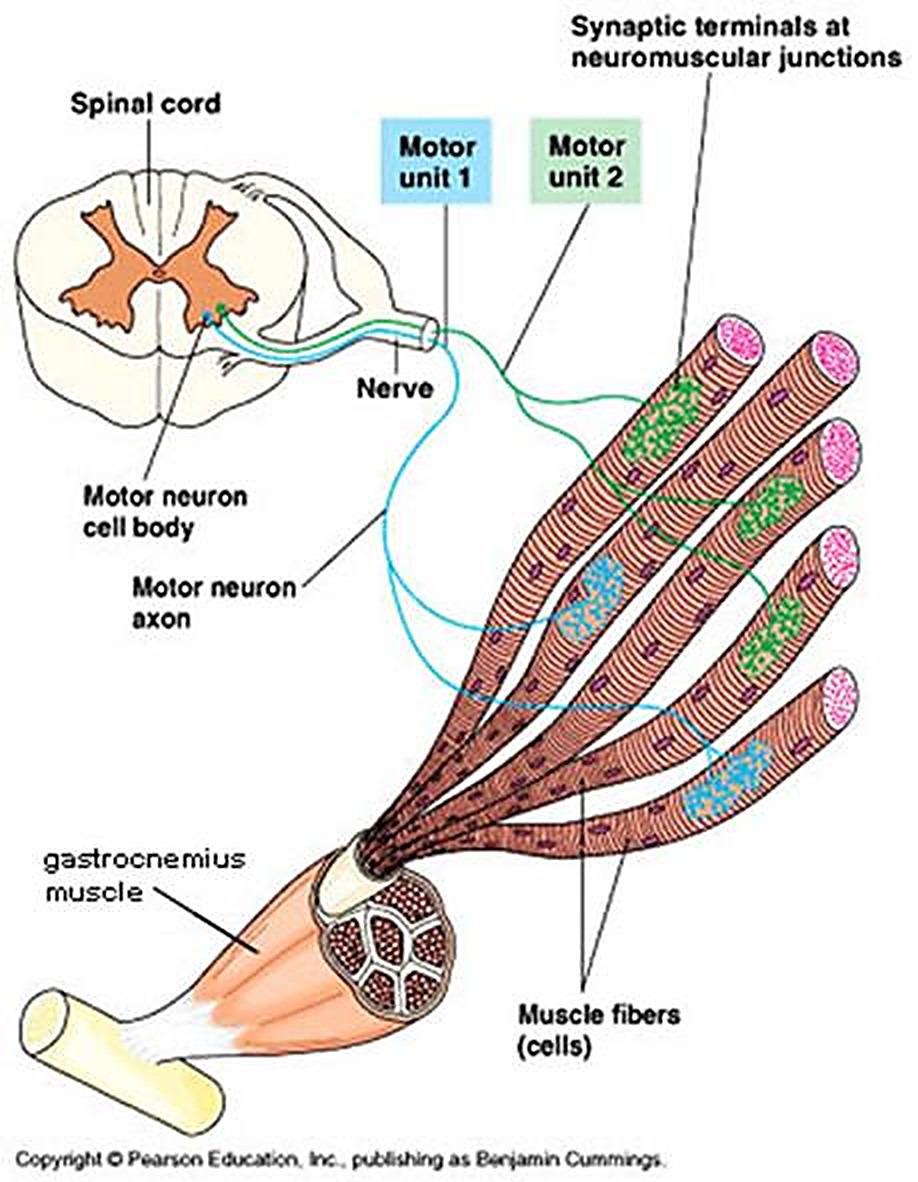 Synaptic terminals at
neuromuscular junctions
Spinal cord
Motor
unit 1
Motor
unit 2
Nerve
Motor neuron
cell body
Motor neuron
axon
gastrocnemius
muscle
Muscle fibers
(cells)
Copyright © Pearson Education, Inc., publishing as Benjamin Cummings.